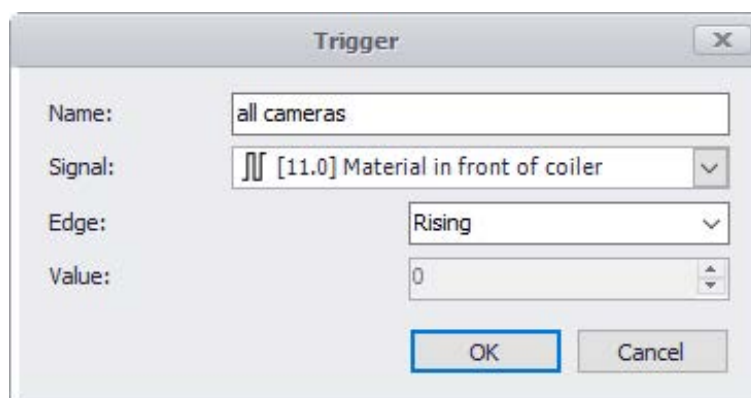 Trigger
Name: all cameras
Signal: [11.0] Material in front of coiler
Edge: Rising
Value: 0
OK Cancel